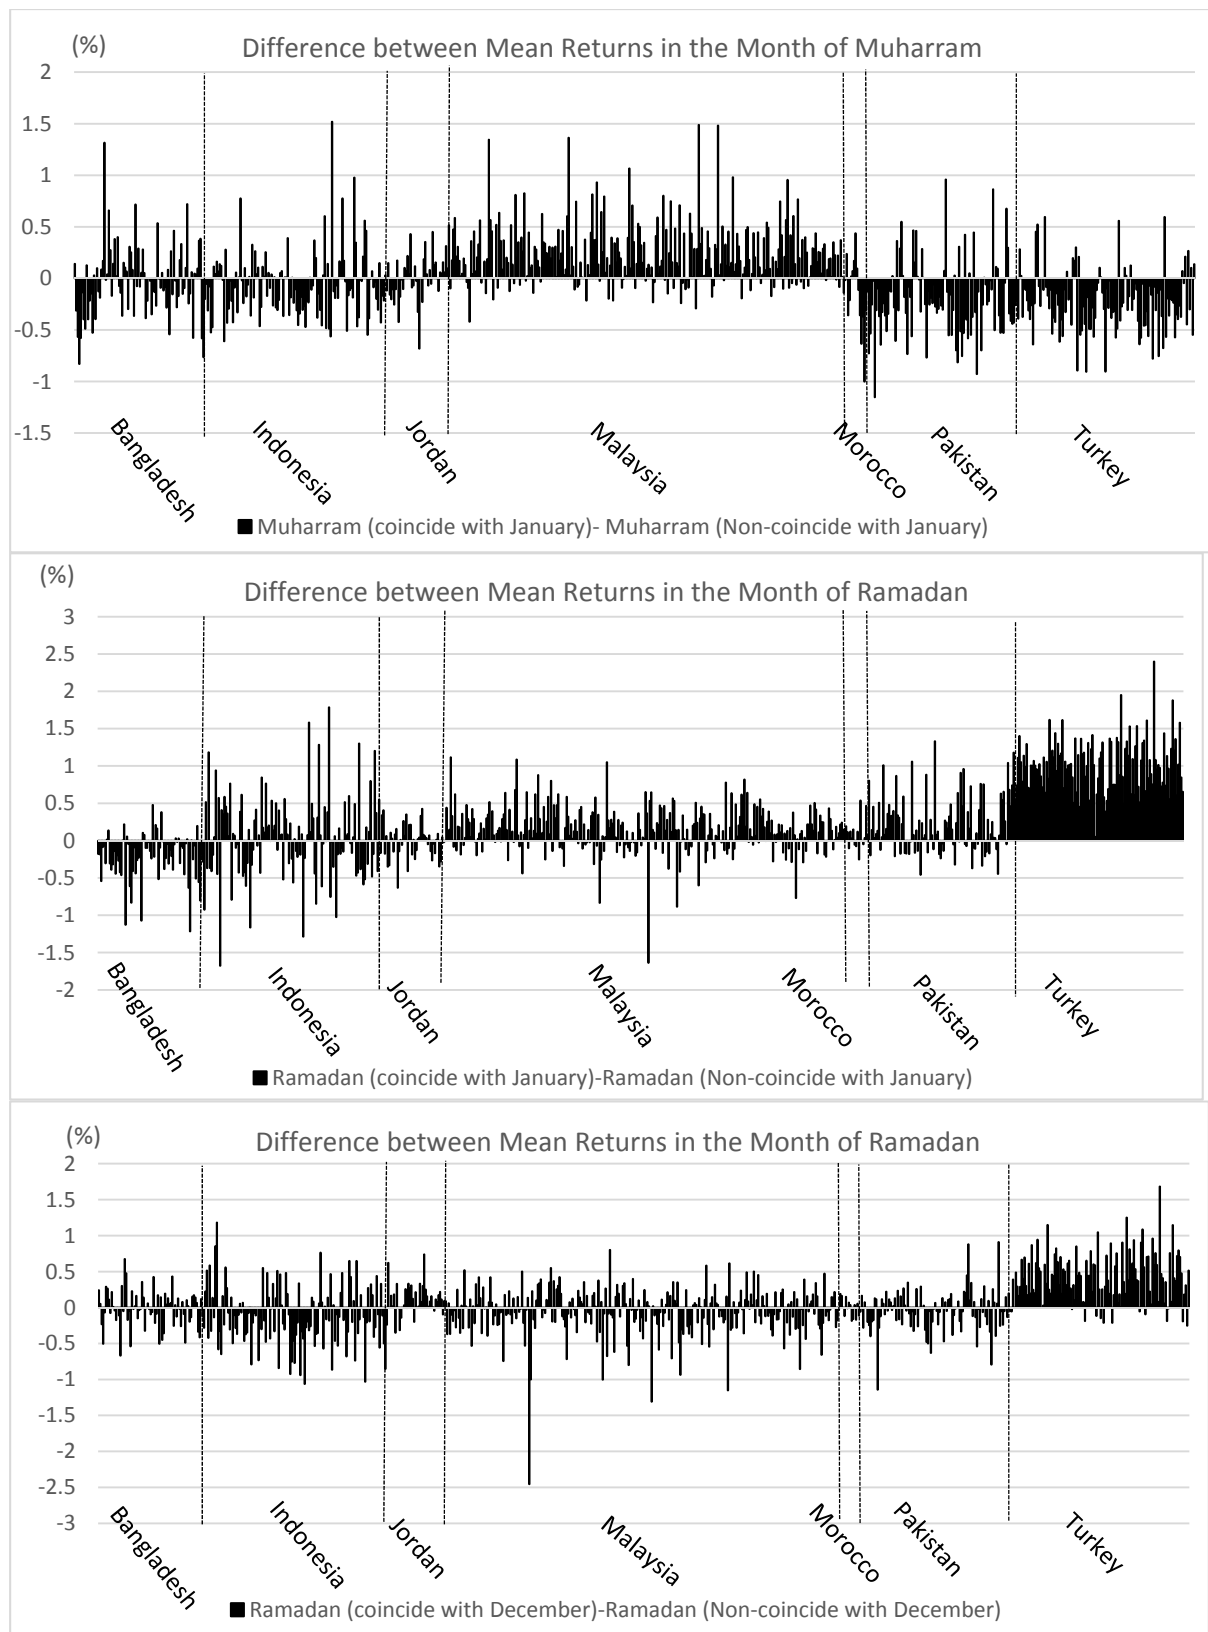 (%)
Difference between Mean Returns in the Month of Muharram
2
1.5
1
0.5
0
-0.5
-1
-1.5
Bangladesh
Indonesia
Jordan
Malaysia
Morocco
Pakistan
Turkey
Muharram (coincide with January)- Muharram (Non-coincide with January)
(%)
Difference between Mean Returns in the Month of Ramadan
3
2.5
2
1.5
1
0.5
0
-0.5
-1
-1.5
-2
Bangladesh
Indonesia
Jordan
Malaysia
Morocco
Pakistan
Turkey
Ramadan (coincide with January)-Ramadan (Non-coincide with January)
(%)
Difference between Mean Returns in the Month of Ramadan
2
1.5
1
0.5
0
-0.5
-1
-1.5
-2
-2.5
-3
Bangladesh
Indonesia
Jordan
Malaysia
Morocco
Pakistan
Turkey
Ramadan (coincide with December)-Ramadan (Non-coincide with December)